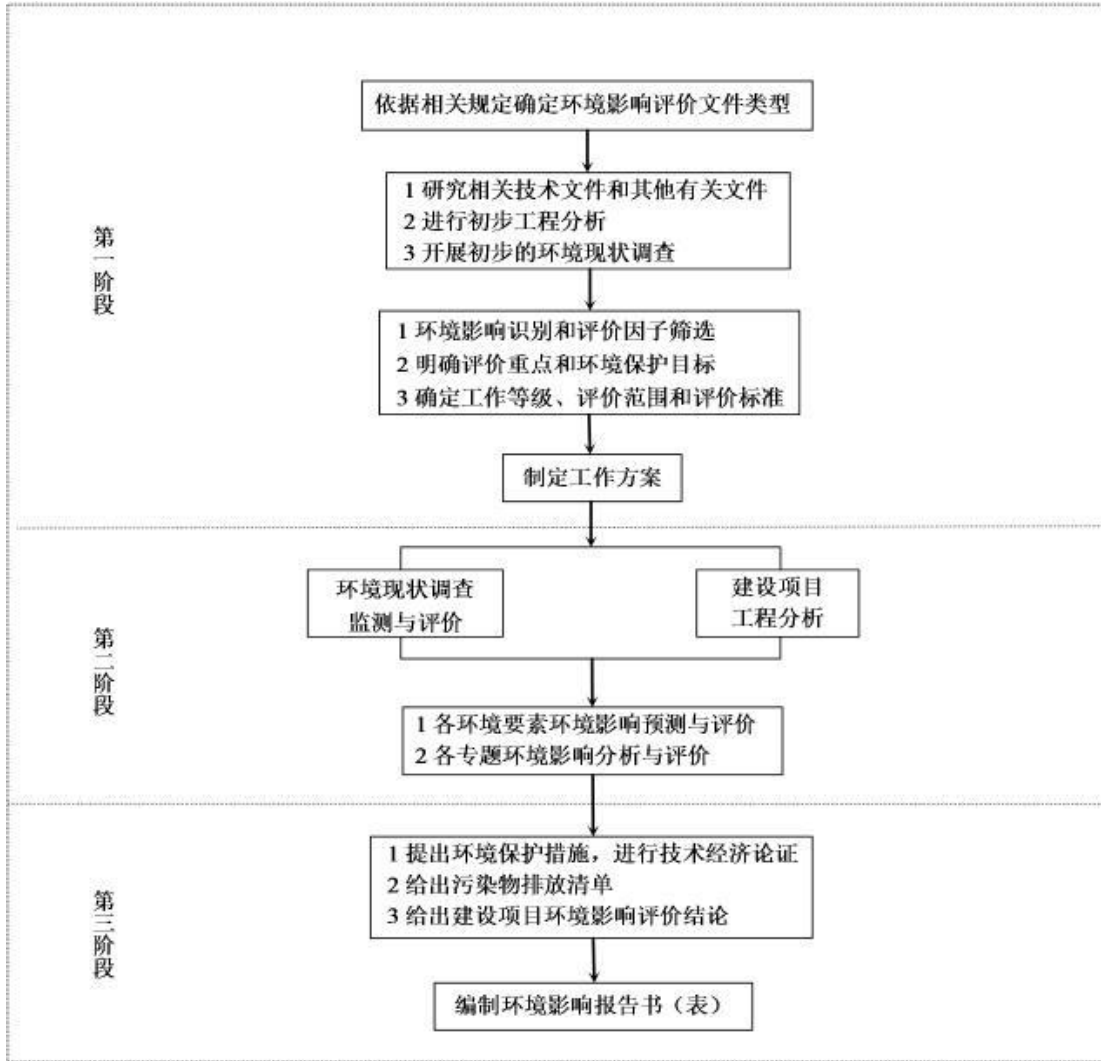 依据相关规定确定环境影响评价文件类型
1 研究相关技术文件和其他有关文件
2 进行初步工程分析
3 开展初步的环境现状调查
第一阶段
1 环境影响识别和评价因子筛选
2 明确评价重点和环境保护目标
3 确定工作等级、评价范围和评价标准
制定工作方案
第二阶段
环境现状调查
监测与评价
建设项目
工程分析
1 各环境要素环境影响预测与评价
2 各专题环境影响分析与评价
第三阶段
1 提出环境保护措施，进行技术经济论证
2 给出污染物排放清单
3 给出建设项目环境影响评价结论
编制环境影响报告书（表）